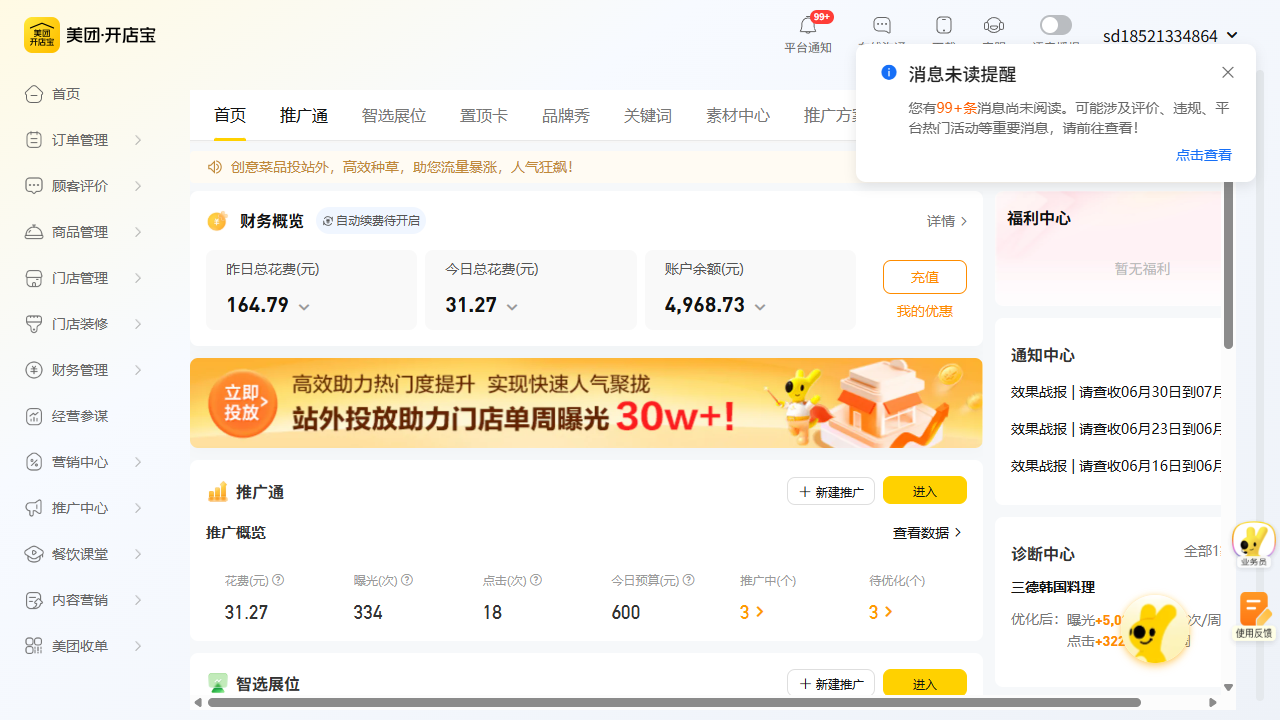 美团
开店宝
美团·开店宝
99+
平台通知
sd18521334864
消息未读提醒
您有99+条消息尚未阅读。可能涉及评价、违规、平
台热门活动等重要消息，请前往查看！
点击查看
首页
订单管理
顾客评价
商品管理
门店管理
门店装修
财务管理
经营参谋
营销中心
推广中心
餐饮课堂
内容营销
美团收单
首页
推广通
智选展位
置顶卡
品牌秀
关键词
素材中心
推广方案
创意菜品投站外，高效种草，助您流量暴涨，人气狂飙！
财务概览
自动续费待开启
详情
昨日总花费(元)
164.79
今日总花费(元)
31.27
账户余额(元)
4,968.73
充值
我的优惠
立即
投放
高效助力热门度提升 实现快速人气聚拢
站外投放助力门店单周曝光30w+!
推广通
新建推广
进入
推广概览
查看数据
花费(元)
31.27
曝光(次)
334
点击(次)
18
今日预算(元)
600
推广中(个)
3
待优化(个)
3
智选展位
新建推广
进入
福利中心
暂无福利
通知中心
效果战报 | 请查收06月30日到07月
效果战报 | 请查收06月23日到06月
效果战报 | 请查收06月16日到06月
诊断中心
全部1
三德韩国料理
优化后：曝光+5,0
次/周
点击+322
业务员
使用反馈